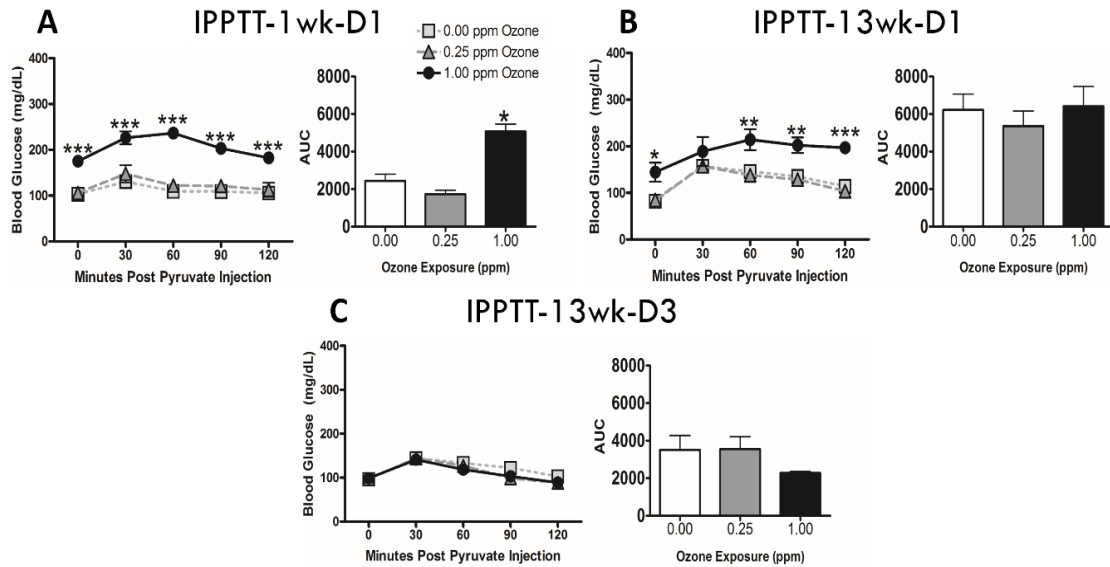 A IPPTT-1wk-D1
0.00 ppm Ozone
0.25 ppm Ozone
1.00 ppm Ozone
Blood Glucose (mg/dL)
400
300
200
100
0
***
***
***
***
***
0 30 60 90 120
Minutes Post Pyruvate Injection
AUC
8000
6000
4000
2000
0
*
0.00 0.25 1.00
Ozone Exposure (ppm)
B IPPTT-13wk-D1
Blood Glucose (mg/dL)
400
300
200
100
0
*
**
**
***
0 30 60 90 120
Minutes Post Pyruvate Injection
AUC
8000
6000
4000
2000
0
0.00 0.25 1.00
Ozone Exposure (ppm)
C IPPTT-13wk-D3
Blood Glucose (mg/dL)
400
300
200
100
0
0 30 60 90 120
Minutes Post Pyruvate Injection
AUC
8000
6000
4000
2000
0
0.00 0.25 1.00
Ozone Exposure (ppm)